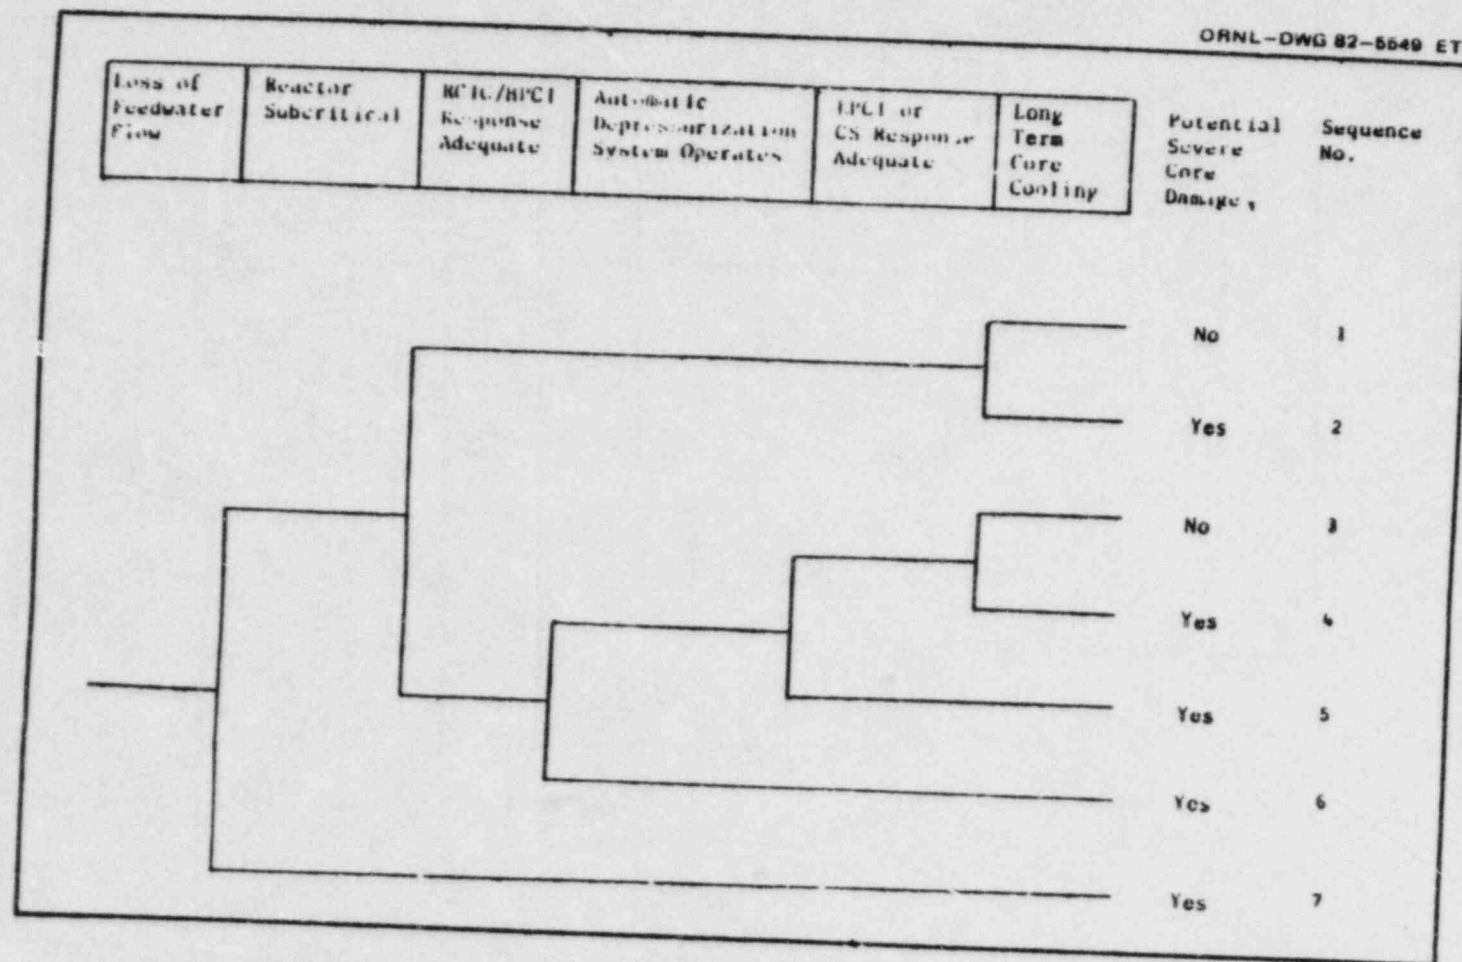 ORNL-DWG 82-5549 ET
Loss of
Feedwater
Flow
Reactor
Subcritical
RCIC/HPCI
Response
Adequate
Automatic
Depressurization
System Operates
LPCI or
CS Response
Adequate
Long
Term
Core
Cooling
Potential
Severe
Core
Damage
Sequence
No.
No 1
Yes 2
No 3
Yes 4
Yes 5
Yes 6
Yes 7